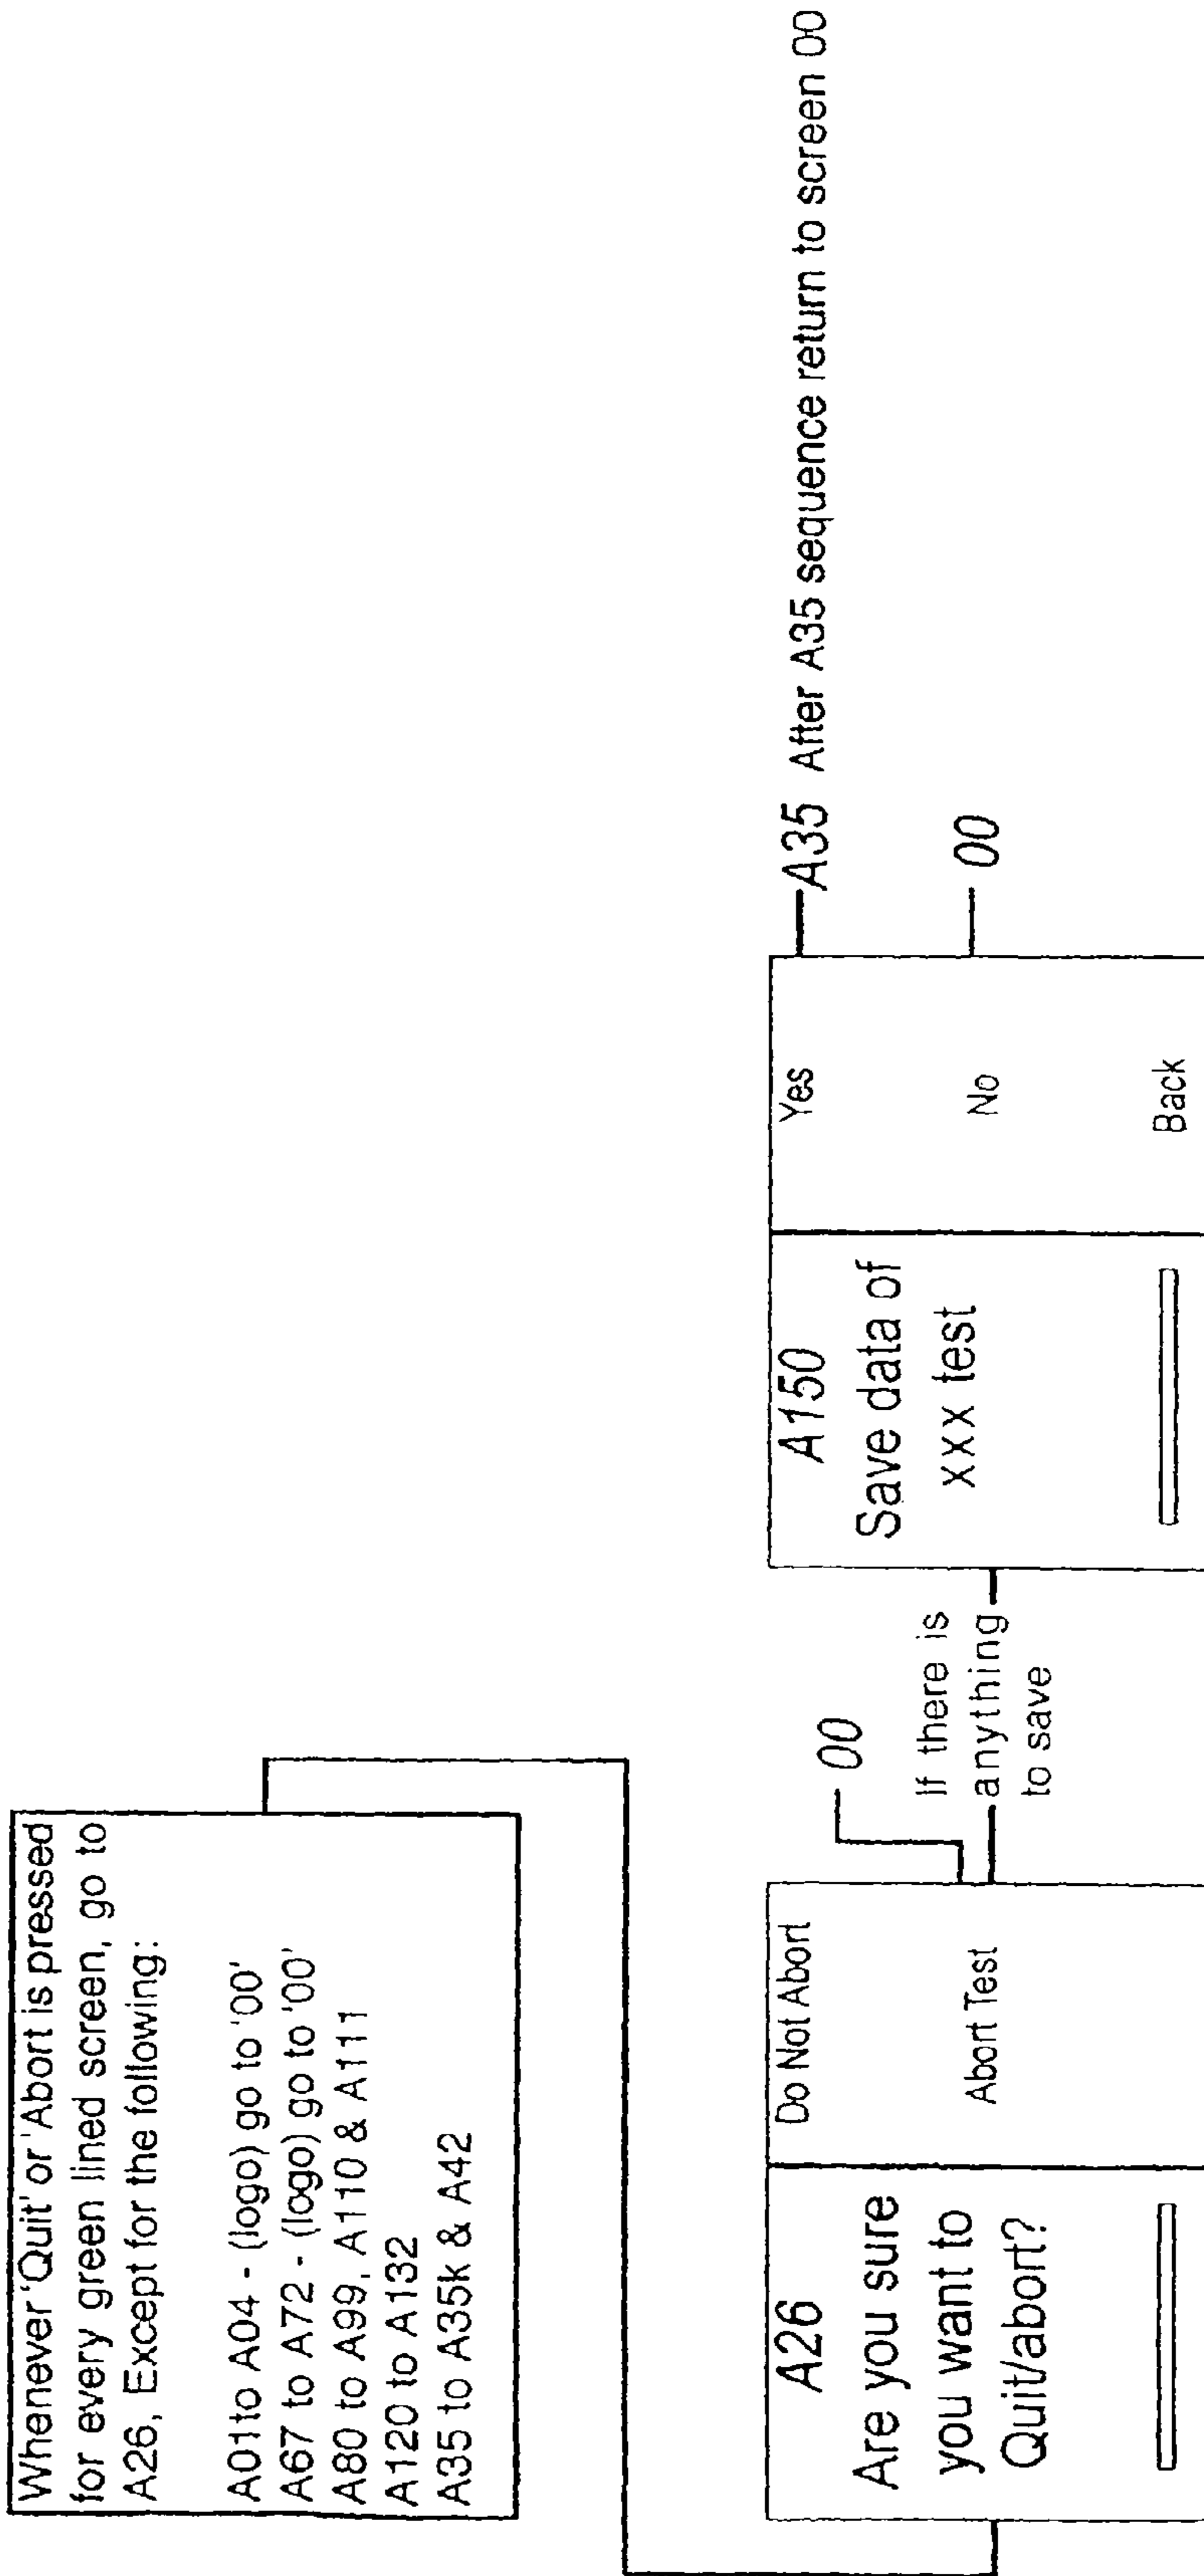 Whenever 'Quit' or 'Abort is pressed
for every green lined screen, go to
A26, Except for the following:
A01to A04 - (logo) go to '00'
A67 to A72 - (logo) go to '00'
A80 to A99, A110 & A111
A120 to A132
A35 to A35k & A42
A26
Are you sure
you want to
Quit/abort?
Do Not Abort
Abort Test
00
If there is
anything
to save
A150
Save data of
xxx test
Yes
No
Back
A35 After A35 sequence return to screen 00
00